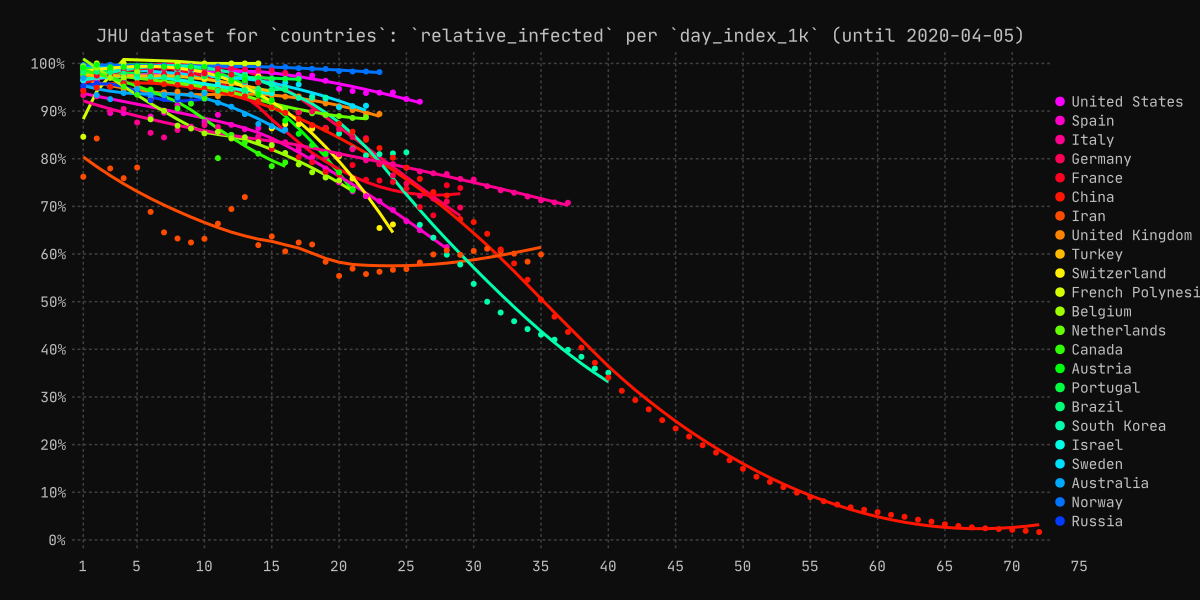 JHU dataset for `countries`: `relative_infected` per `day_index_1k` (until 2020-04-05)
100%
90%
80%
70%
60%
50%
40%
30%
20%
10%
0%
1 5 10 15 20 25 30 35 40 45 50 55 60 65 70 75
United States
Spain
Italy
Germany
France
China
Iran
United Kingdom
Turkey
Switzerland
French Polynesi
Belgium
Netherlands
Canada
Austria
Portugal
Brazil
South Korea
Israel
Sweden
Australia
Norway
Russia